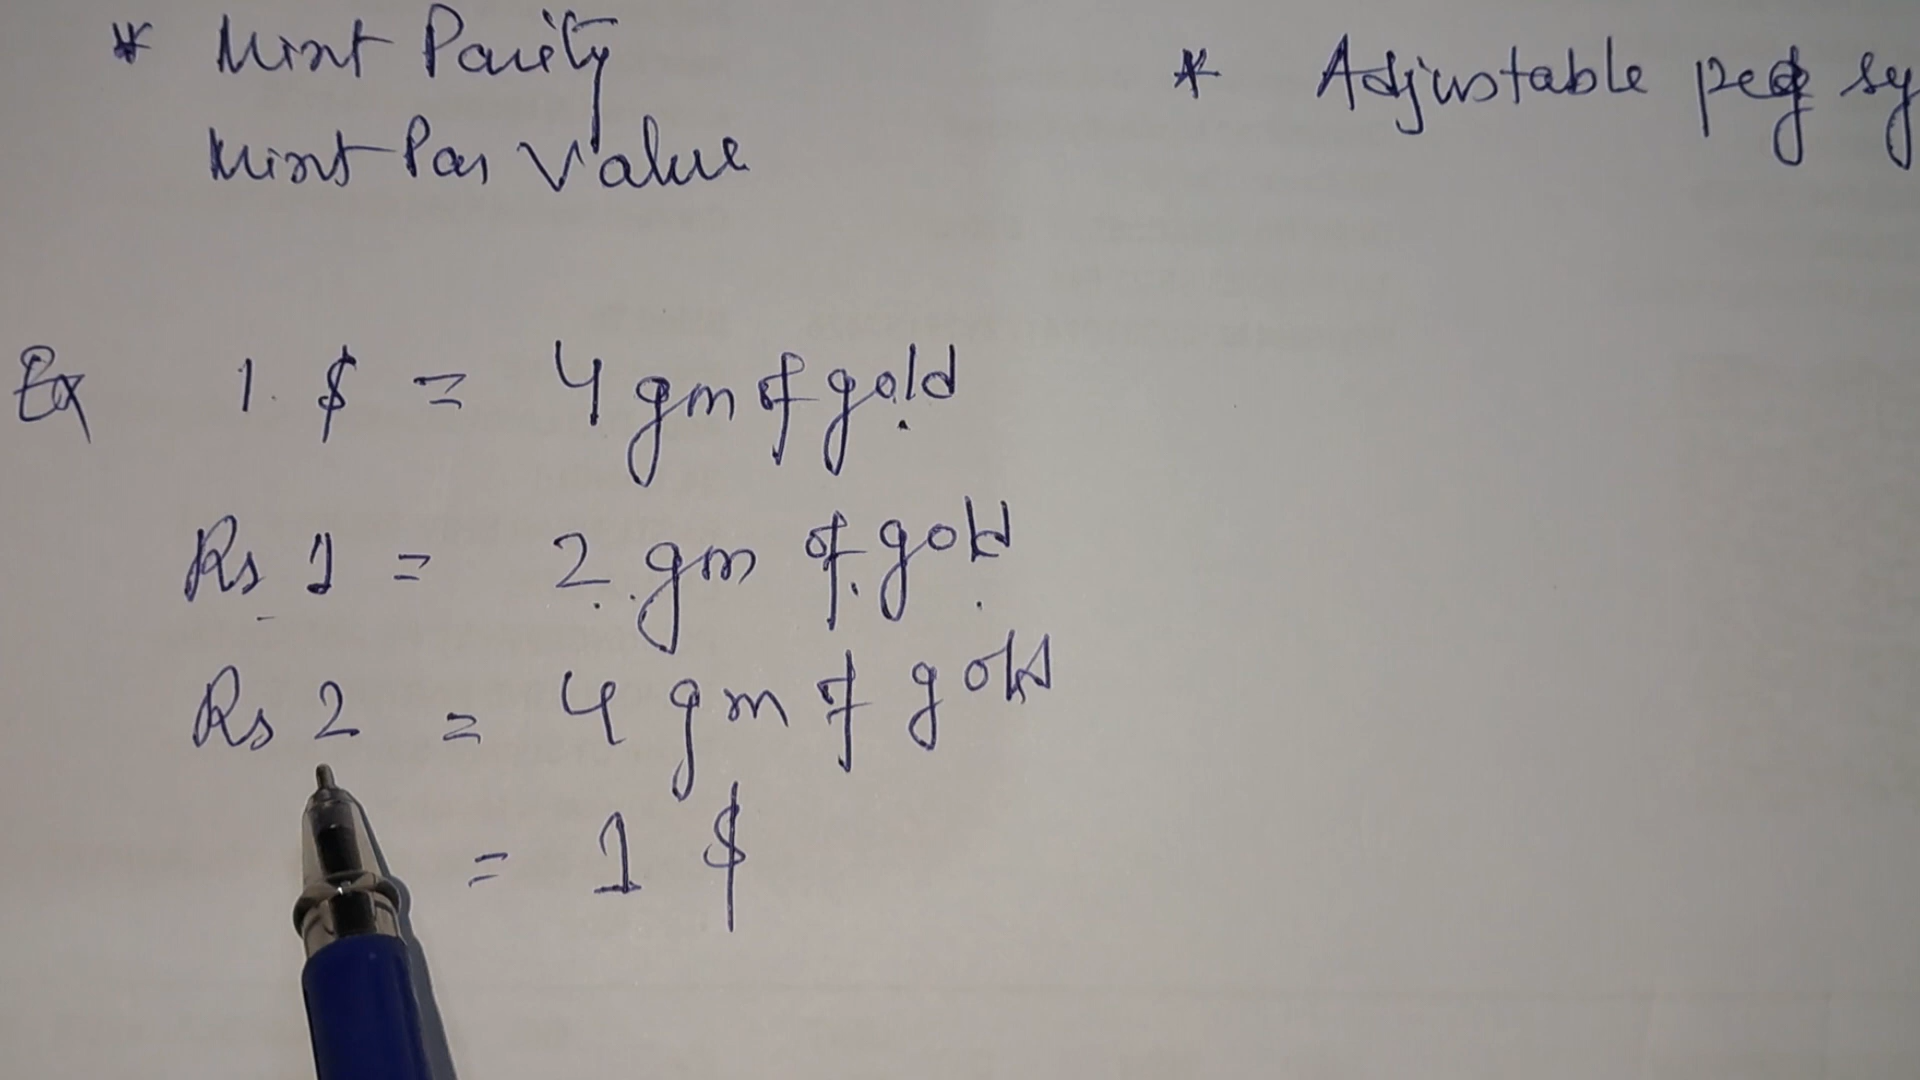 * Mint Parity
Mint Par Value
* Adjustable peg sy
Ex 1 $ = 4 gm of gold
Rs 1 = 2 gm of gold
Rs 2 = 4 gm of gold
= 1 $